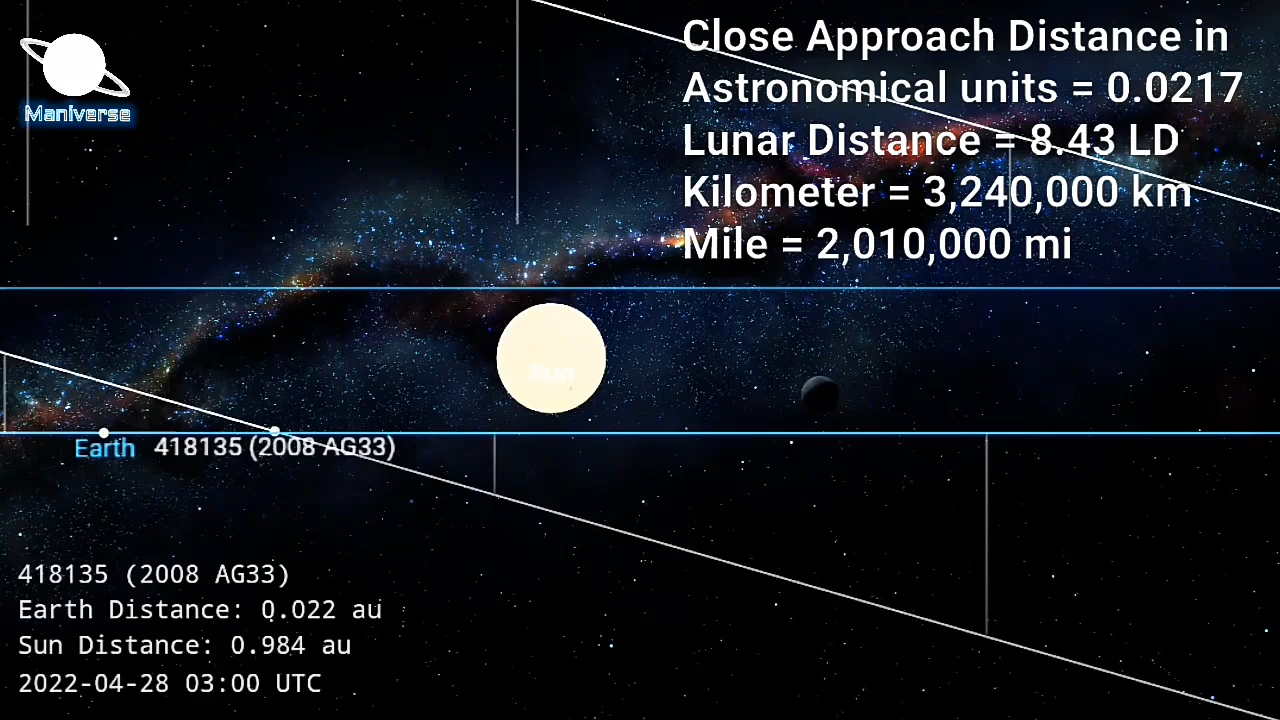 Maniverse
Close Approach Distance in
Astronomical units = 0.0217
Lunar Distance = 8.43 LD
Kilometer = 3,240,000 km
Mile = 2,010,000 mi
Sun
Earth
418135 (2008 AG33)
418135 (2008 AG33)
Earth Distance: 0.022 au
Sun Distance: 0.984 au
2022-04-28 03:00 UTC